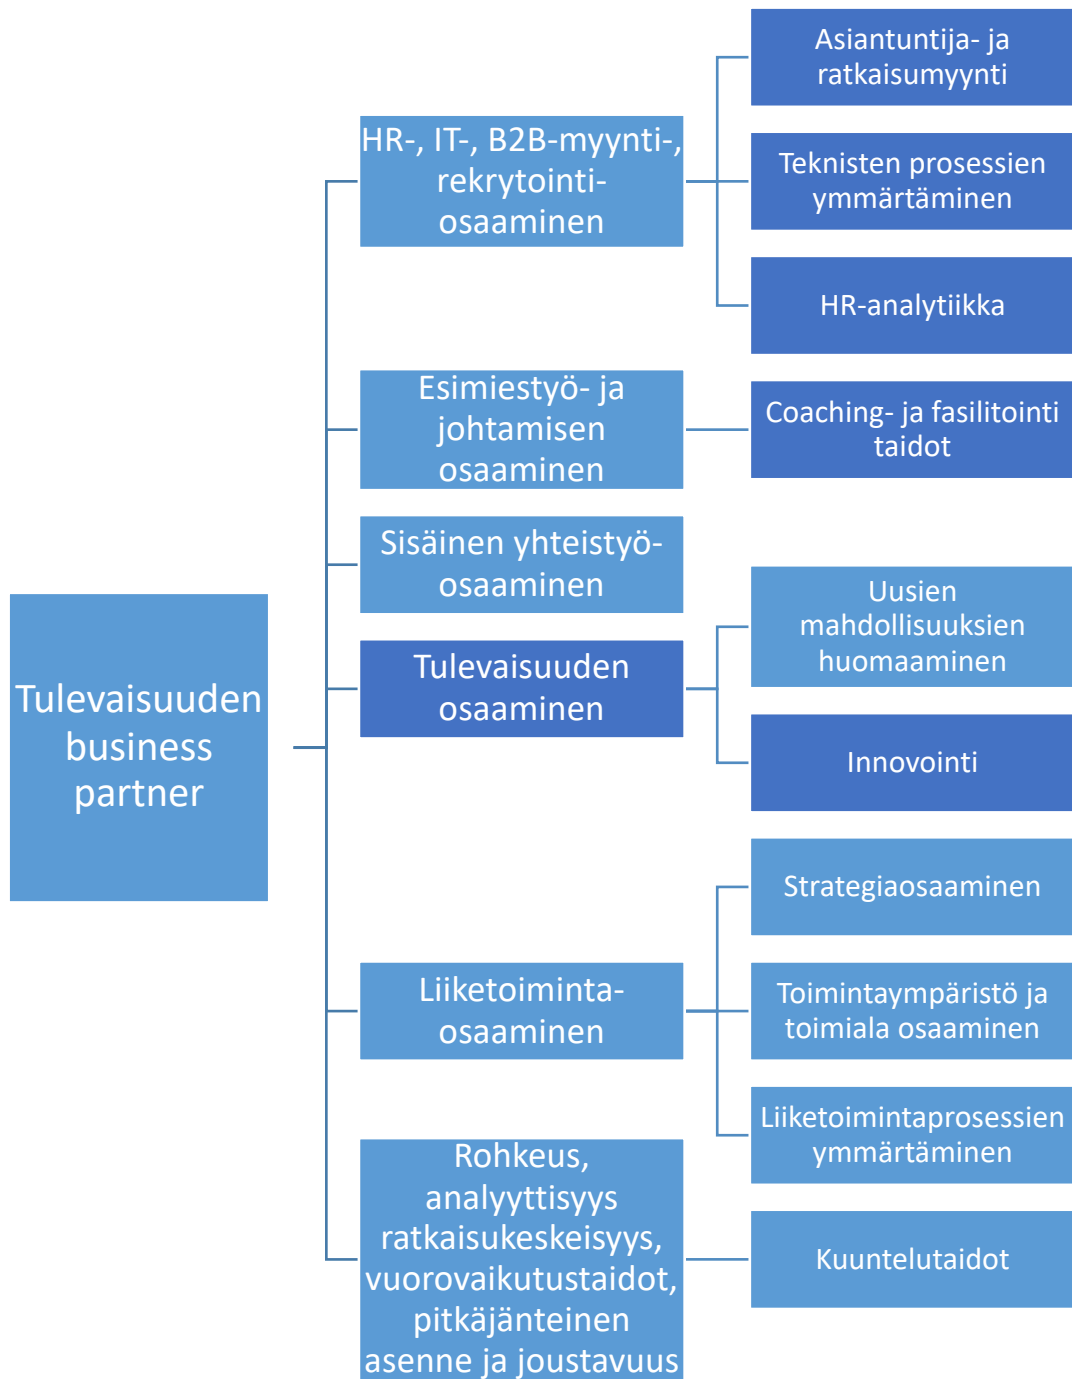 Tulevaisuuden
business
partner
HR-, IT-, B2B-myynti-,
rekrytointi-
osaaminen
Asiantuntija- ja
ratkaisumyynti
Teknisten prosessien
ymmärtäminen
HR-analytiikka
Esimiestyö- ja
johtamisen
osaaminen
Coaching- ja fasilitointi
taidot
Sisäinen yhteistyö-
osaaminen
Tulevaisuuden
osaaminen
Uusien
mahdollisuuksien
huomaaminen
Innovointi
Liiketoiminta-
osaaminen
Strategiaosaaminen
Toimintaympäristö ja
toimiala osaaminen
Liiketoimintaprosessien
ymmärtäminen
Rohkeus,
analyyttisyys
ratkaisukeskeisyys,
vuorovaikutustaidot,
pitkäjänteinen
asenne ja joustavuus
Kuuntelutaidot